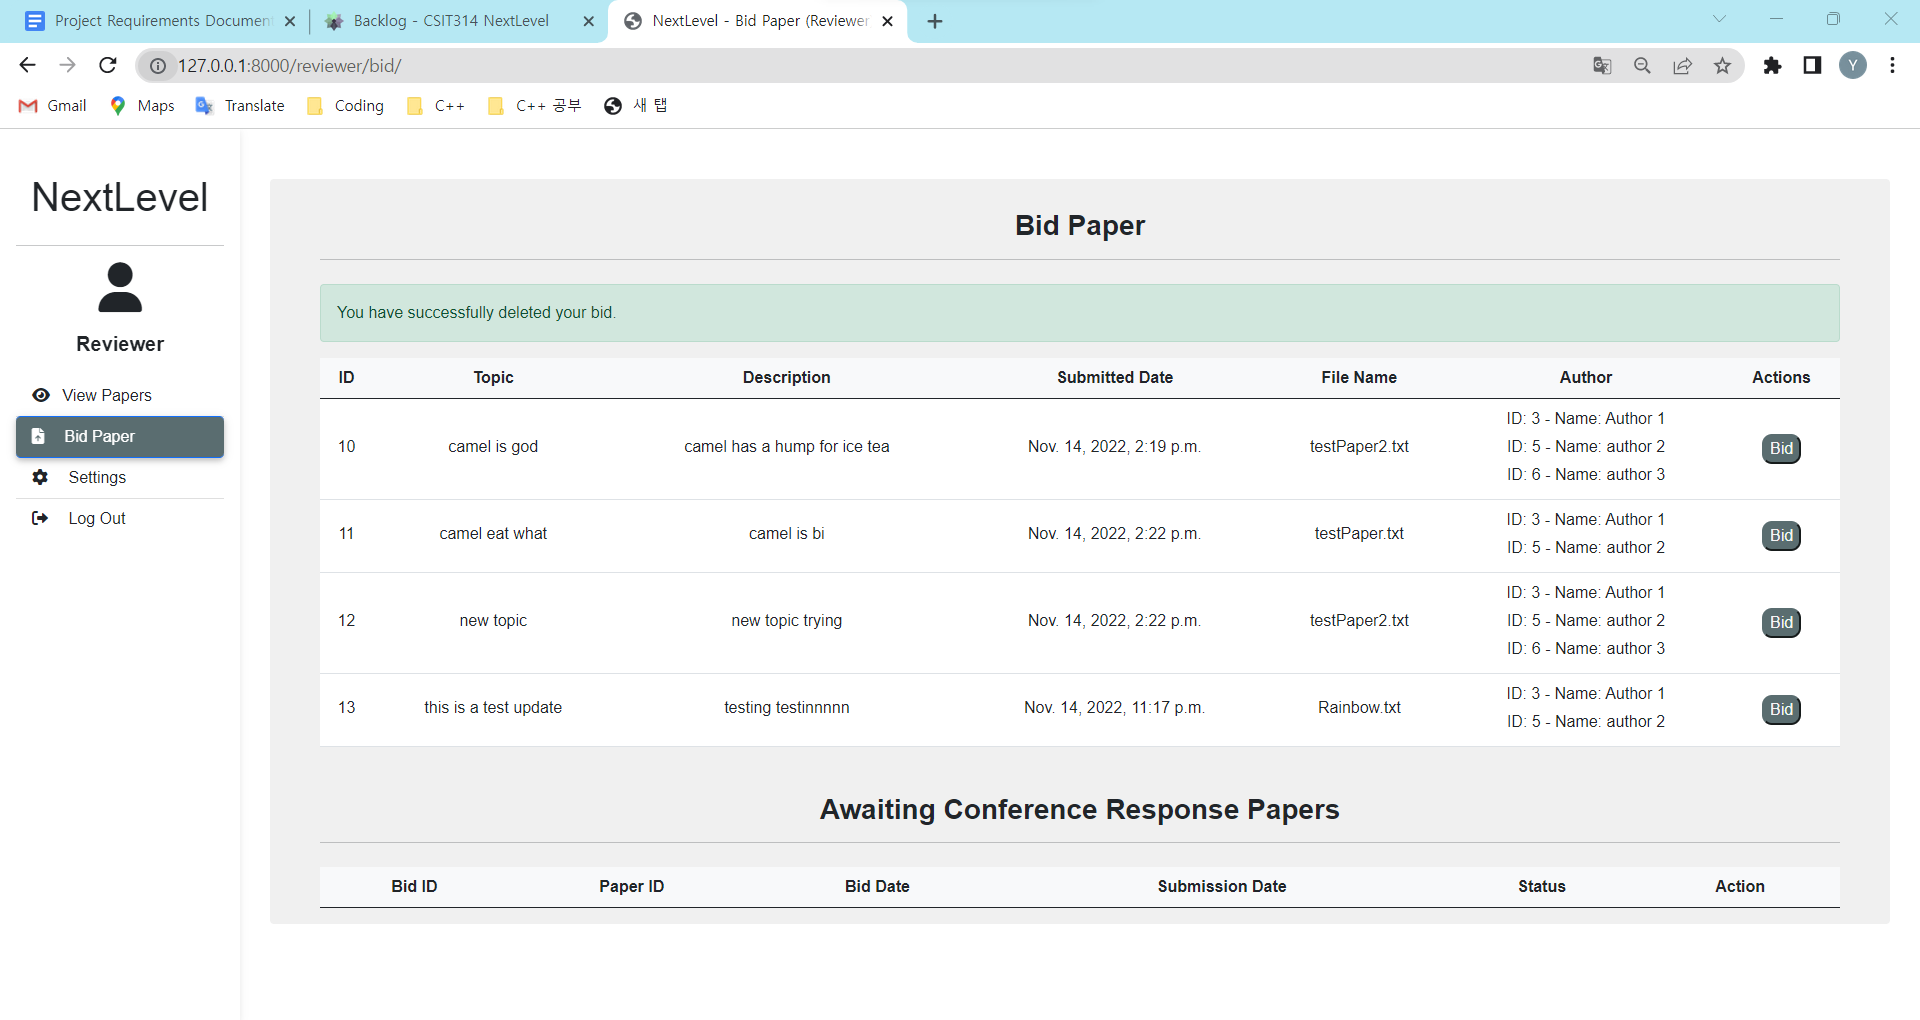 Project Requirements Documen
Backlog - CSIT314 NextLevel
NextLevel - Bid Paper (Reviewer
127.0.0.1:8000/reviewer/bid/
Y
Gmail Maps Translate Coding C++ C++ 공부 새 탭
NextLevel
Reviewer
View Papers
Bid Paper
Settings
Log Out
Bid Paper
You have successfully deleted your bid.
ID Topic Description Submitted Date File Name Author Actions
10 camel is god camel has a hump for ice tea Nov. 14, 2022, 2:19 p.m. testPaper2.txt ID: 3 - Name: Author 1
ID: 5 - Name: author 2
ID: 6 - Name: author 3
Bid
11 camel eat what camel is bi Nov. 14, 2022, 2:22 p.m. testPaper.txt ID: 3 - Name: Author 1
ID: 5 - Name: author 2
Bid
12 new topic new topic trying Nov. 14, 2022, 2:22 p.m. testPaper2.txt ID: 3 - Name: Author 1
ID: 5 - Name: author 2
ID: 6 - Name: author 3
Bid
13 this is a test update testing testinnnnn Nov. 14, 2022, 11:17 p.m. Rainbow.txt ID: 3 - Name: Author 1
ID: 5 - Name: author 2
Bid
Awaiting Conference Response Papers
Bid ID Paper ID Bid Date Submission Date Status Action